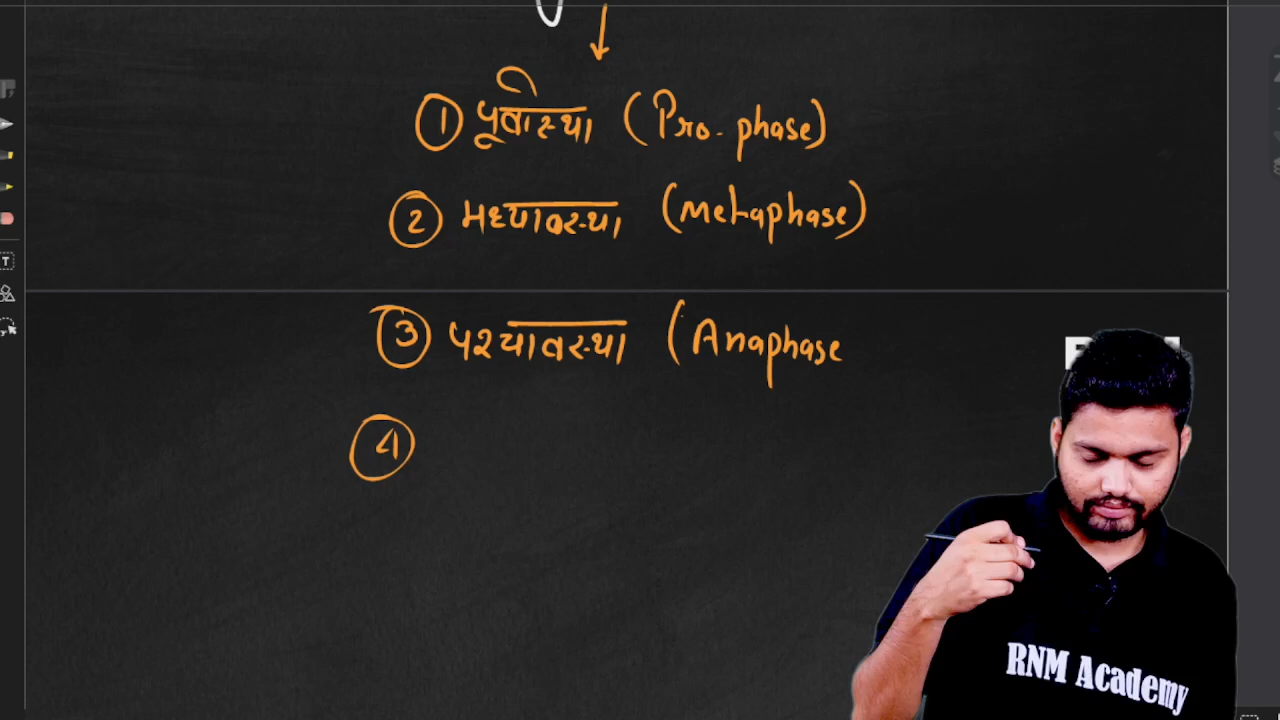 ① पूर्वावस्था (Pro-phase)
② मध्यावस्था (Metaphase)
③ पश्चावस्था (Anaphase
④
RNM Academy